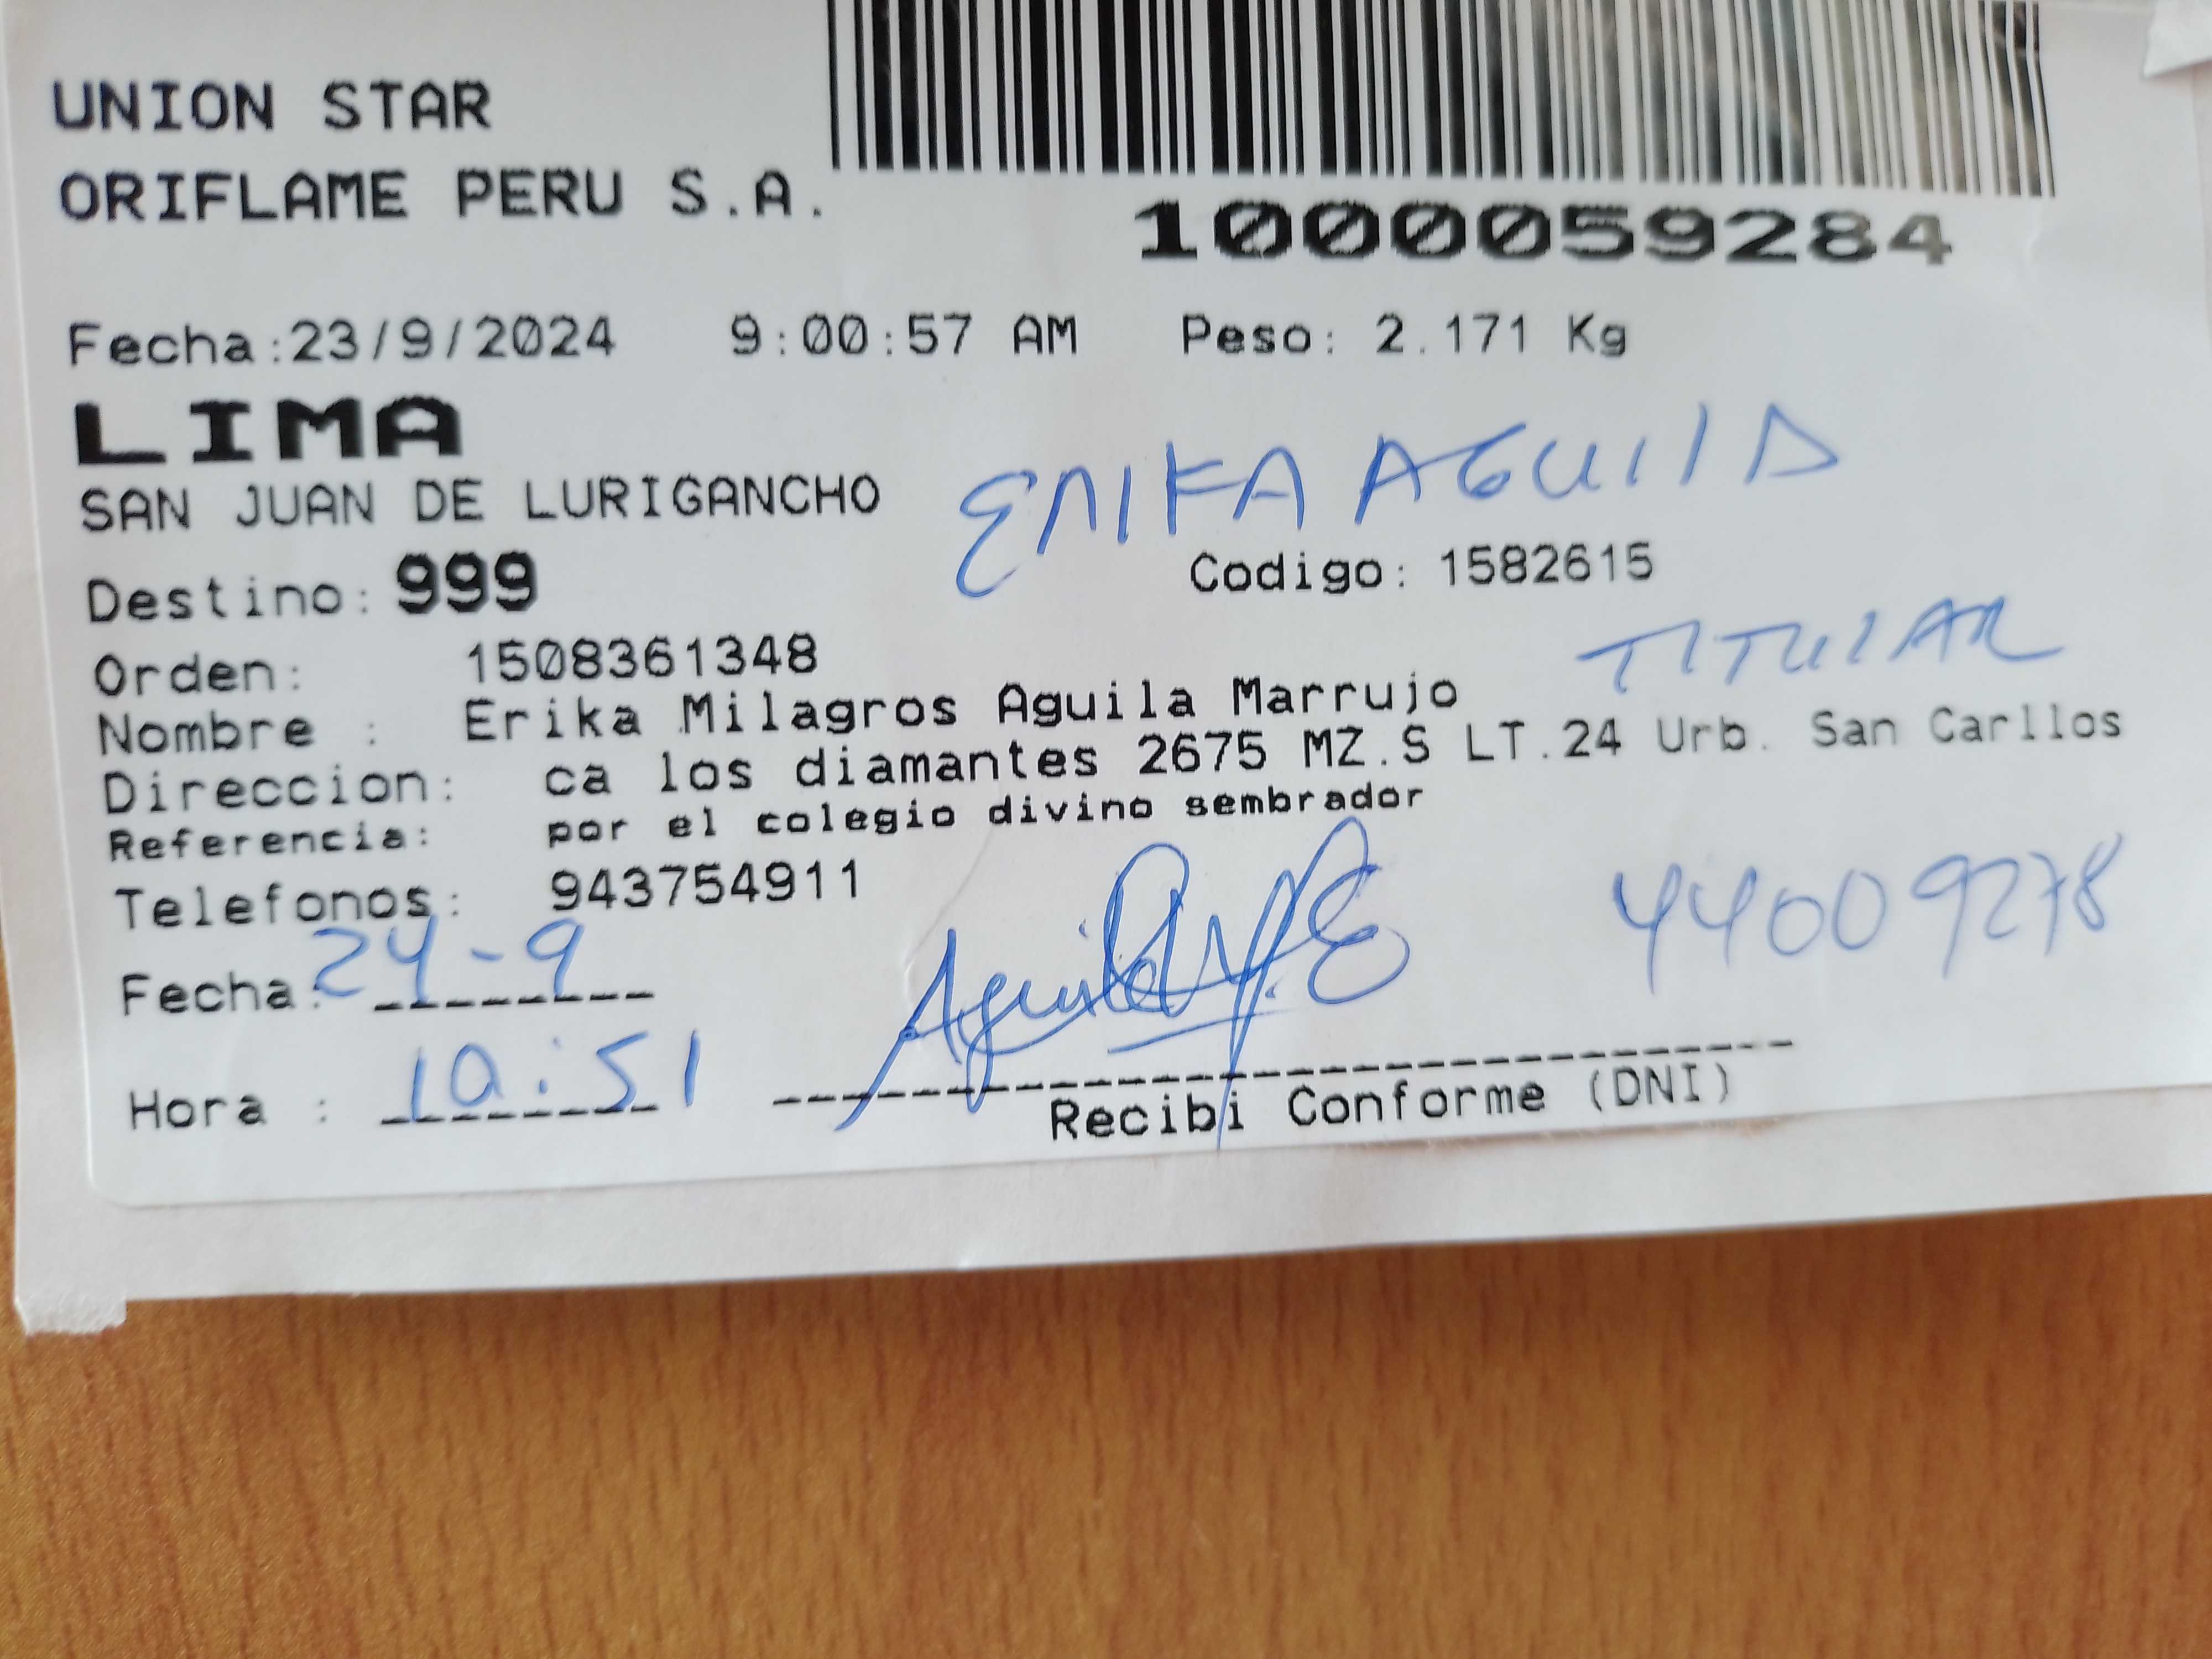 UNION STAR
ORIFLAME PERU S.A.
1000059284
Fecha:23/9/2024 9:00:57 AM Peso: 2.171 Kg
LIMA
ERIKA AGUILA
SAN JUAN DE LURIGANCHO
Destino: 999 Codigo: 1582615
TITULAR
Orden: 1508361348
Nombre : Erika Milagros Aguila Marrujo
Direccion: ca los diamantes 2675 MZ.S LT.24 Urb. San Carllos
Referencia: por el colegio divino sembrador
Telefonos: 943754911
44009278
Fecha: 24-9
Aguila M. E
Hora : 10:51
Recibi Conforme (DNI)